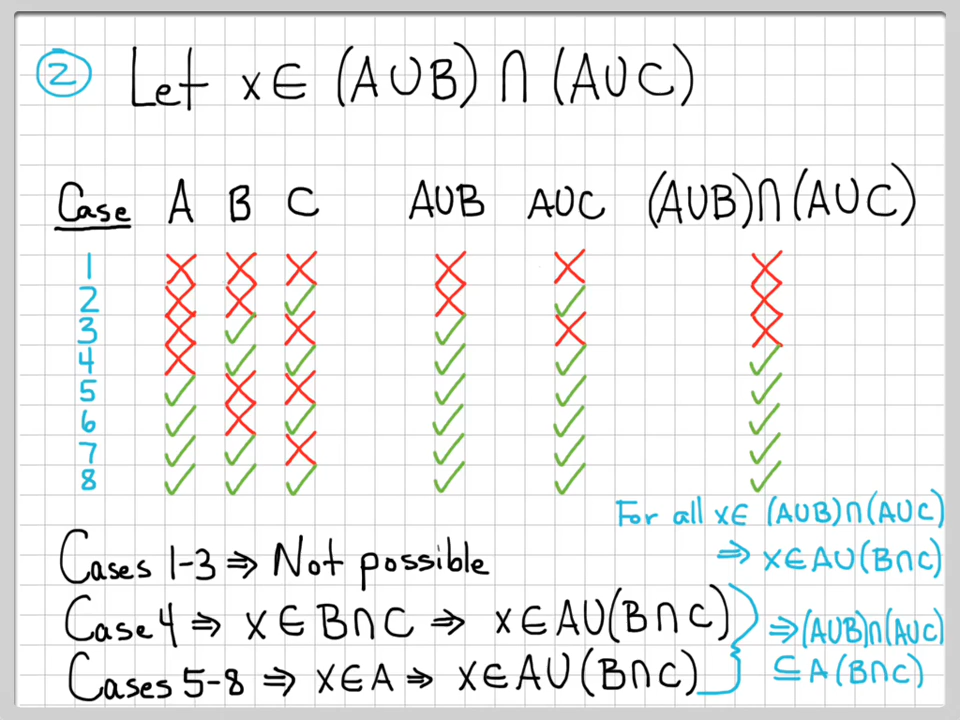 ② Let x∈ (A∪B) ∩ (A∪C)
Case A B C A∪B A∪C (A∪B)∩(A∪C)
1 ✗ ✗ ✗ ✗ ✗ ✗
2 ✗ ✗ ✓ ✗ ✓ ✗
3 ✗ ✓ ✗ ✓ ✗ ✗
4 ✗ ✓ ✓ ✓ ✓ ✓
5 ✓ ✗ ✗ ✓ ✓ ✓
6 ✓ ✗ ✓ ✓ ✓ ✓
7 ✓ ✓ ✗ ✓ ✓ ✓
8 ✓ ✓ ✓ ✓ ✓ ✓
For all x∈ (A∪B)∩(A∪C)
⇒ x∈A∪(B∩C)
Cases 1-3 ⇒ Not possible
Case 4 ⇒ x∈B∩C ⇒ x∈A∪(B∩C)
Cases 5-8 ⇒ x∈A ⇒ x∈A∪(B∩C)
⇒(A∪B)∩(A∪C)
⊆ A(B∩C)